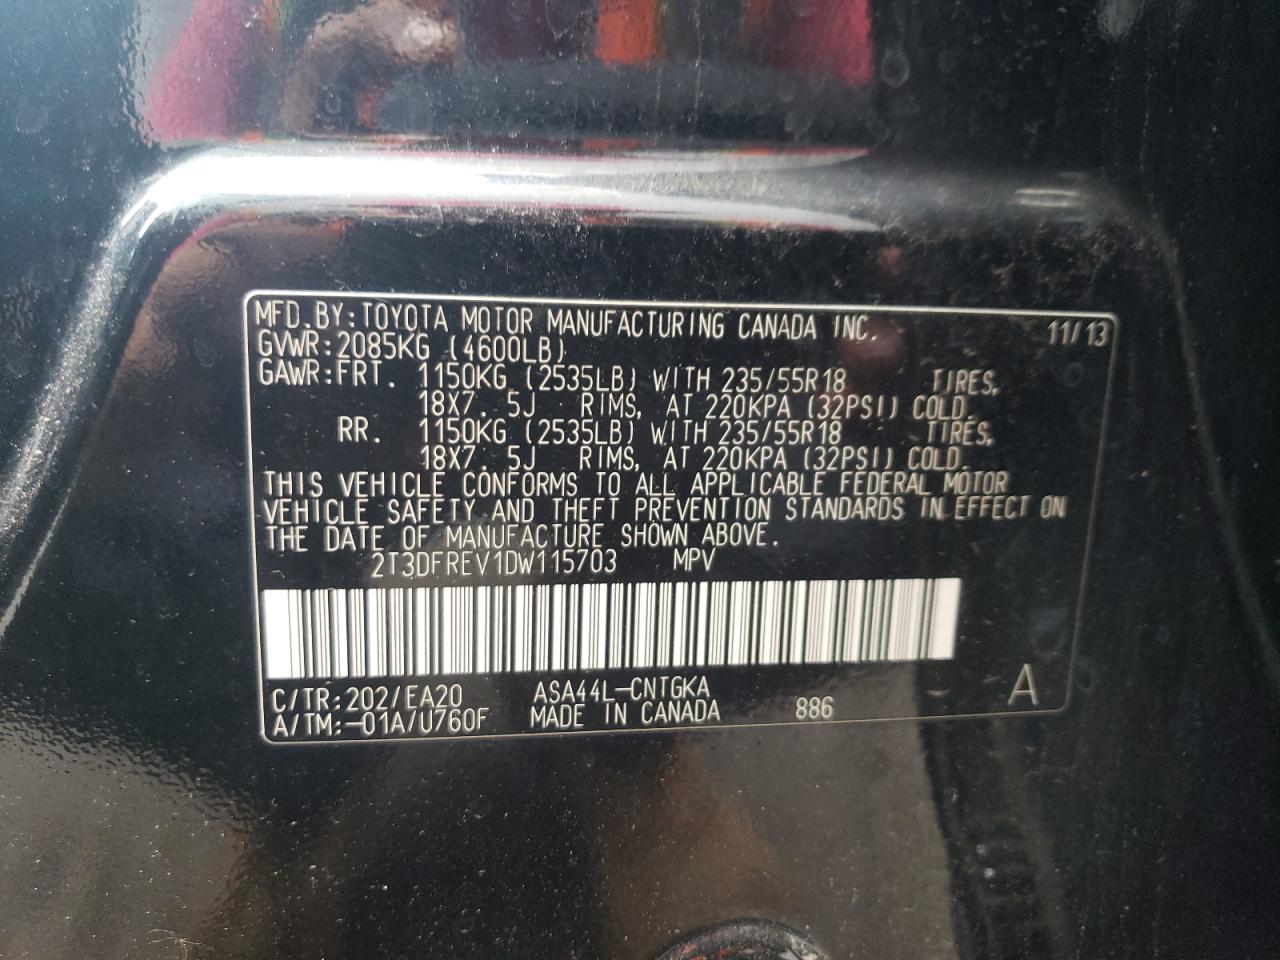 MFD.BY:TOYOTA MOTOR MANUFACTURING CANADA INC. 11/13
GVWR:2085KG (4600LB)
GAWR:FRT. 1150KG (2535LB) WITH 235/55R18 TIRES,
18X7. 5J RIMS, AT 220KPA (32PSI) COLD.
RR. 1150KG (2535LB) WITH 235/55R18 TIRES,
18X7. 5J RIMS, AT 220KPA (32PSI) COLD.
THIS VEHICLE CONFORMS TO ALL APPLICABLE FEDERAL MOTOR
VEHICLE SAFETY AND THEFT PREVENTION STANDARDS IN EFFECT ON
THE DATE OF MANUFACTURE SHOWN ABOVE.
2T3DFREV1DW115703 MPV
C/TR:202/EA20 ASA44L-CNTGKA A
A/TM:-01A/U760F MADE IN CANADA 886